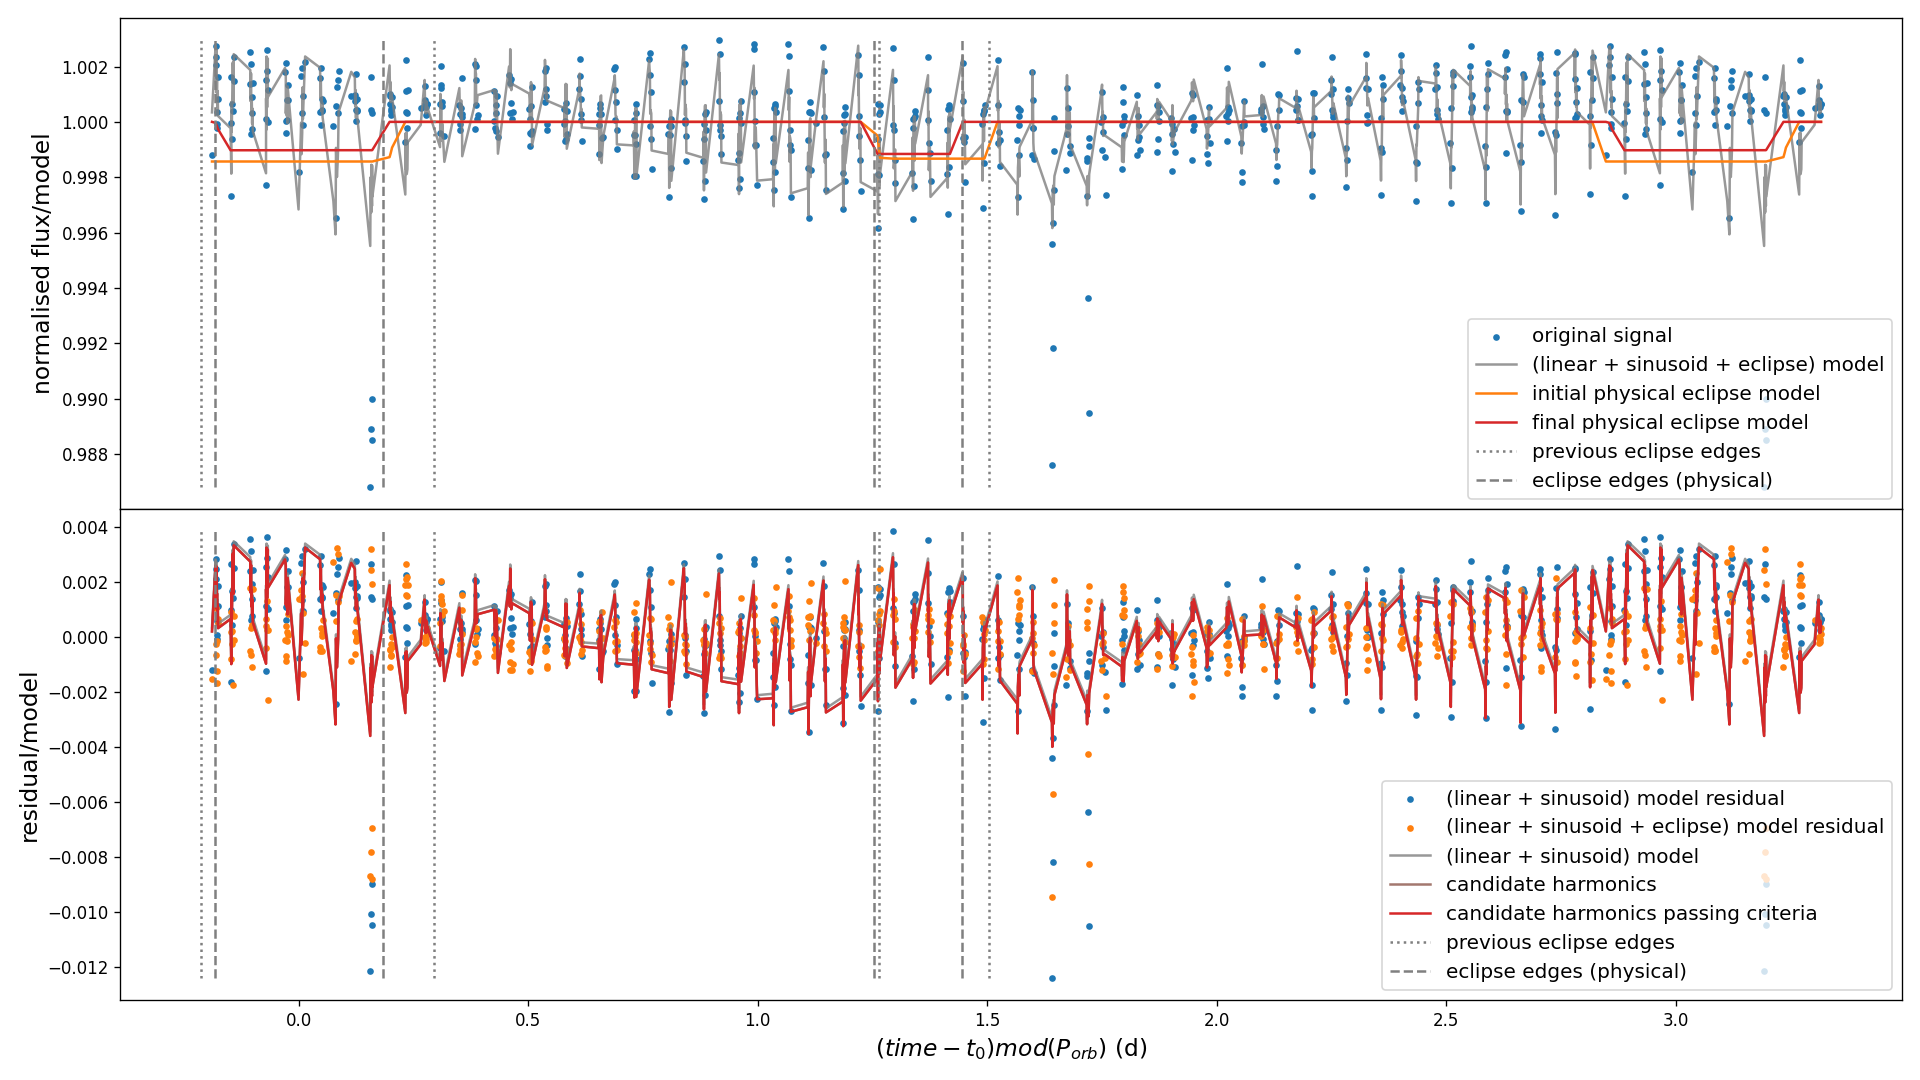 normalised flux/model
1.002
1.000
0.998
0.996
0.994
0.992
0.990
0.988
original signal
(linear + sinusoid + eclipse) model
initial physical eclipse model
final physical eclipse model
previous eclipse edges
eclipse edges (physical)
residual/model
0.004
0.002
0.000
−0.002
−0.004
−0.006
−0.008
−0.010
−0.012
(linear + sinusoid) model residual
(linear + sinusoid + eclipse) model residual
(linear + sinusoid) model
candidate harmonics
candidate harmonics passing criteria
previous eclipse edges
eclipse edges (physical)
0.0 0.5 1.0 1.5 2.0 2.5 3.0
(time − t₀)mod(Pₒᵣb) (d)